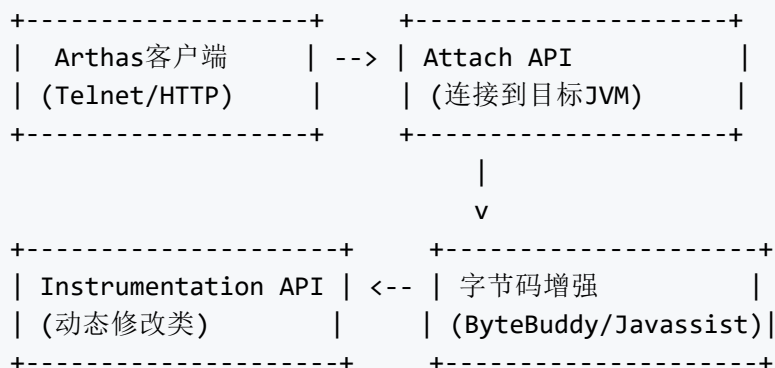 +-------------------+     +---------------------+
|  Arthas客户端     | --> | Attach API          |
| (Telnet/HTTP)     |     | (连接到目标JVM)     |
+-------------------+     +---------------------+
                                |
                                v
+--------------------+      +---------------------+
| Instrumentation API | <-- | 字节码增强          |
| (动态修改类)        |     | (ByteBuddy/Javassist)|
+--------------------+      +---------------------+